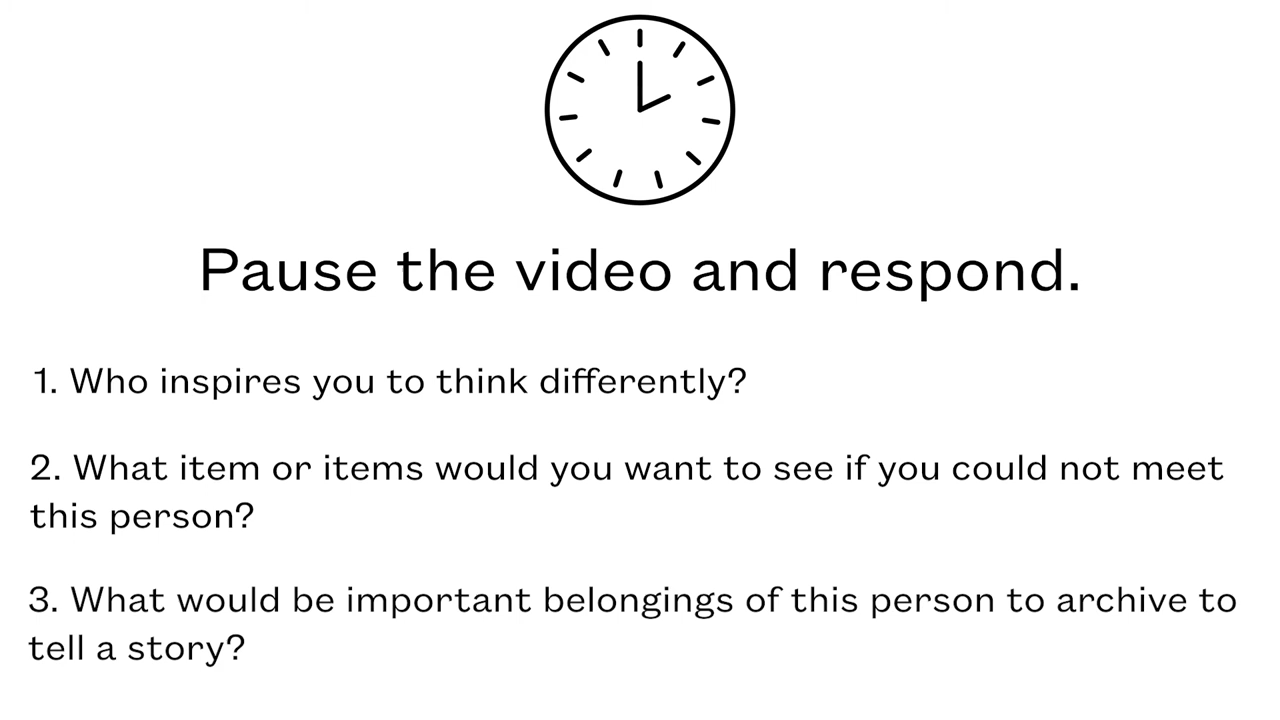 Pause the video and respond.
1. Who inspires you to think differently?
2. What item or items would you want to see if you could not meet
this person?
3. What would be important belongings of this person to archive to
tell a story?